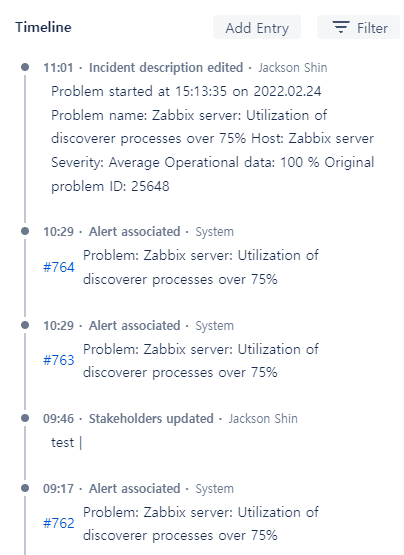 Timeline
Add Entry
Filter
11:01 · Incident description edited · Jackson Shin
Problem started at 15:13:35 on 2022.02.24
Problem name: Zabbix server: Utilization of
discoverer processes over 75% Host: Zabbix server
Severity: Average Operational data: 100 % Original
problem ID: 25648
10:29 · Alert associated · System
#764
Problem: Zabbix server: Utilization of
discoverer processes over 75%
10:29 · Alert associated · System
#763
Problem: Zabbix server: Utilization of
discoverer processes over 75%
09:46 · Stakeholders updated · Jackson Shin
test |
09:17 · Alert associated · System
#762
Problem: Zabbix server: Utilization of
discoverer processes over 75%